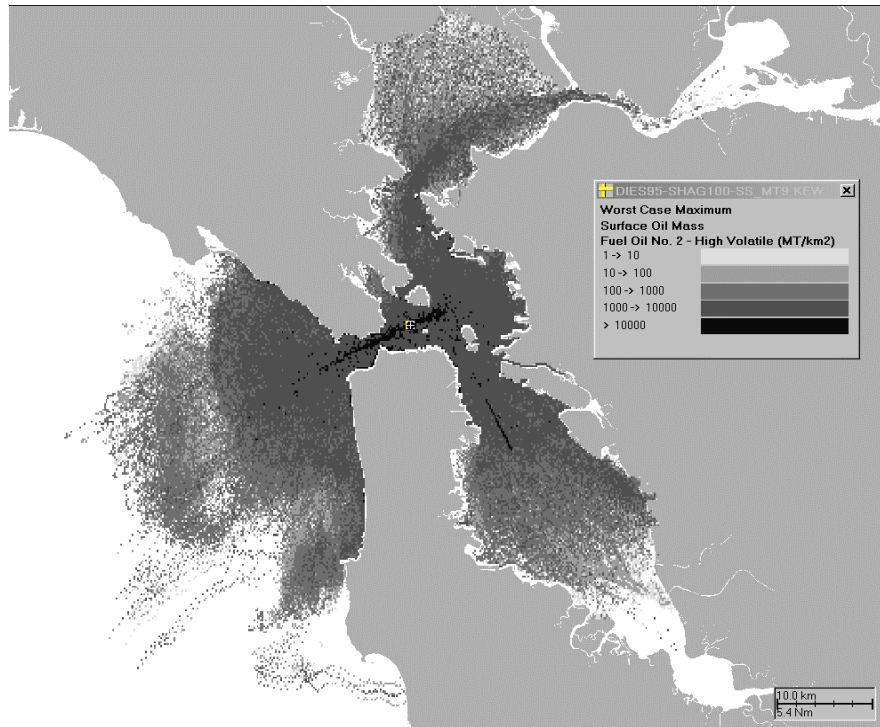 DIES95-SHAG100-SS_MT9.KEW
Worst Case Maximum
Surface Oil Mass
Fuel Oil No. 2 - High Volatile (MT/km2)
1 -> 10
10 -> 100
100 -> 1000
1000 -> 10000
> 10000
10.0 km
5.4 Nm